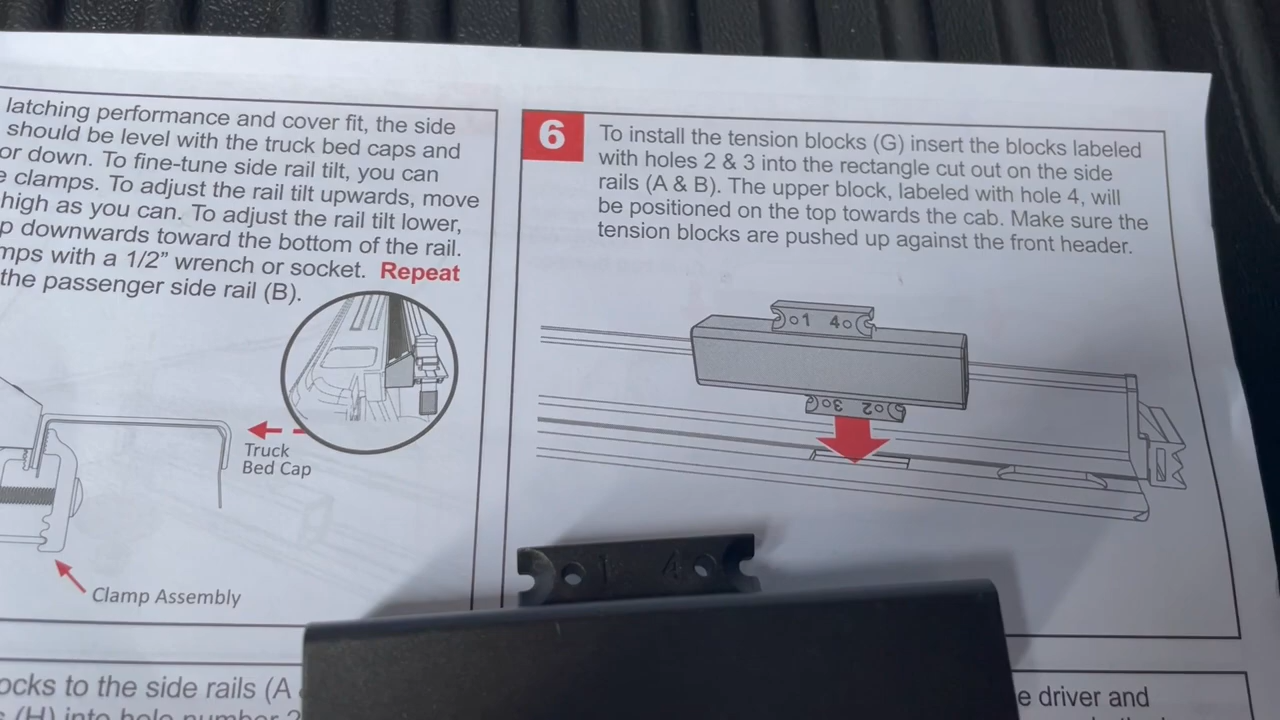 latching performance and cover fit, the side
should be level with the truck bed caps and
or down. To fine-tune side rail tilt, you can
clamps. To adjust the rail tilt upwards, move
high as you can. To adjust the rail tilt lower,
downwards toward the bottom of the rail.
with a 1/2” wrench or socket. Repeat
the passenger side rail (B).
Truck
Bed Cap
Clamp Assembly
6
To install the tension blocks (G) insert the blocks labeled
with holes 2 & 3 into the rectangle cut out on the side
rails (A & B). The upper block, labeled with hole 4, will
be positioned on the top towards the cab. Make sure the
tension blocks are pushed up against the front header.
1 4
3 2
1 4
to the side rails (A
(H) into hole number 2
driver and